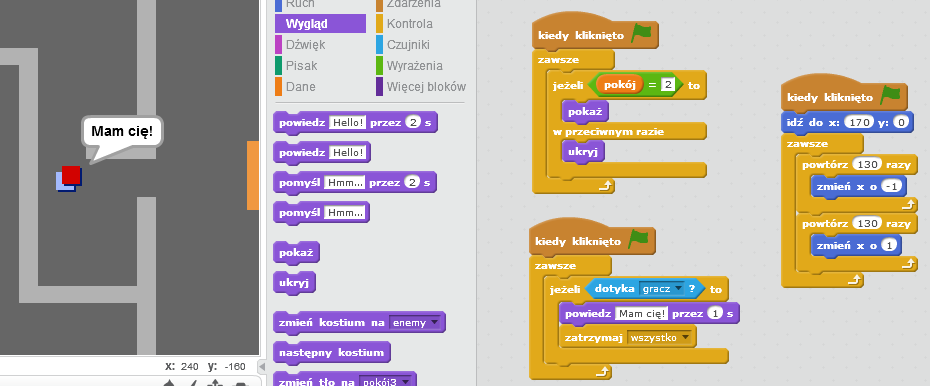 Mam cię!
x: 240 y: -160
Ruch
Zdarzenia
Wygląd
Kontrola
Dźwięk
Czujniki
Pisak
Wyrażenia
Dane
Więcej bloków
powiedz Hello! przez 2 s
powiedz Hello!
pomyśl Hmm... przez 2 s
pomyśl Hmm...
pokaż
ukryj
zmień kostium na enemy
następny kostium
zmień tło na pokój3
kiedy kliknięto
zawsze
jeżeli pokój = 2 to
pokaż
w przeciwnym razie
ukryj
kiedy kliknięto
zawsze
jeżeli dotyka gracz ? to
powiedz Mam cię! przez 1 s
zatrzymaj wszystko
kiedy kliknięto
idź do x: 170 y: 0
zawsze
powtórz 130 razy
zmień x o -1
powtórz 130 razy
zmień x o 1